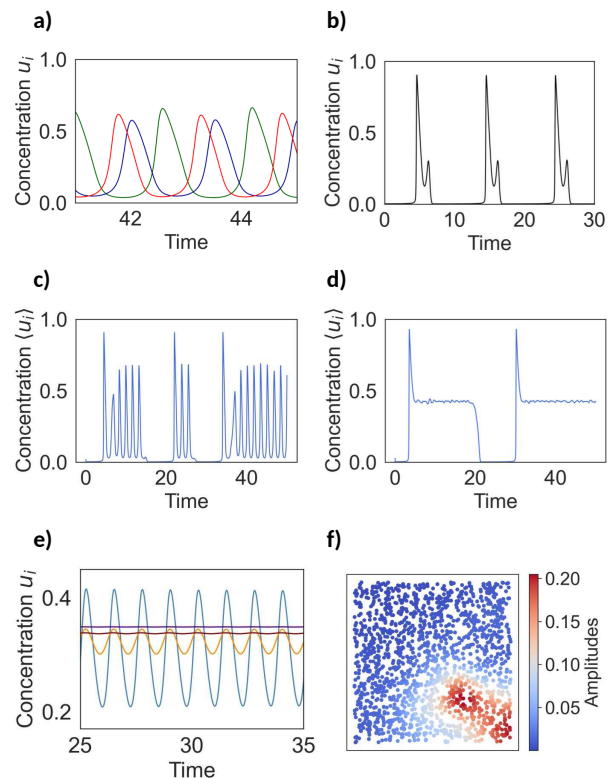 a)
b)
Concentration u_i
1.0
0.5
0.0
42
44
Time
Concentration u_i
1.0
0.5
0.0
0
10
20
30
Time
c)
d)
Concentration ⟨u_i⟩
1.0
0.5
0.0
0
20
40
Time
Concentration ⟨u_i⟩
1.0
0.5
0.0
0
20
40
Time
e)
f)
Concentration u_i
0.4
0.2
25
30
35
Time
0.20
0.15
0.10
0.05
Amplitudes